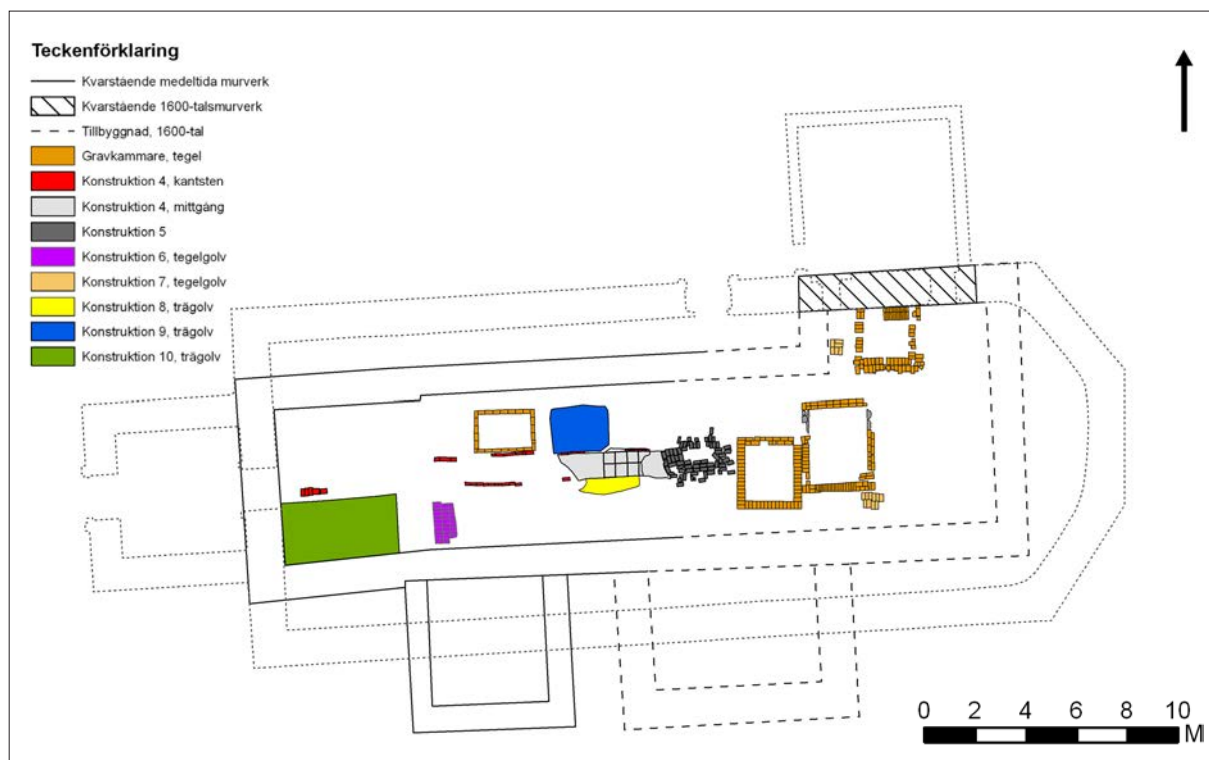 Teckenförklaring
Kvarstående medeltida murverk
Kvarstående 1600-talsmurverk
Tillbyggnad, 1600-tal
Gravkammare, tegel
Konstruktion 4, kantsten
Konstruktion 4, mittgång
Konstruktion 5
Konstruktion 6, tegelgolv
Konstruktion 7, tegelgolv
Konstruktion 8, trägolv
Konstruktion 9, trägolv
Konstruktion 10, trägolv
0 2 4 6 8 10
M